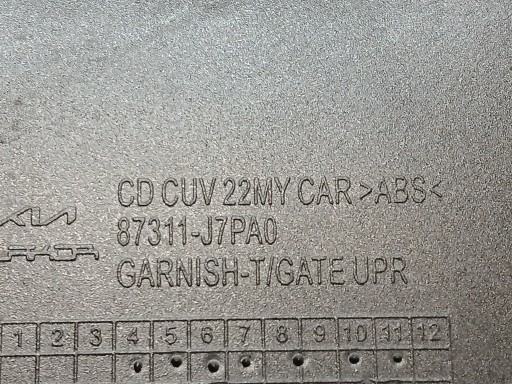 CD CUV 22MY CAR >ABS<
KIA
87311-J7PA0
GARNISH-T/GATE UPR
1 2 3 4 5 6 7 8 9 10 11 12